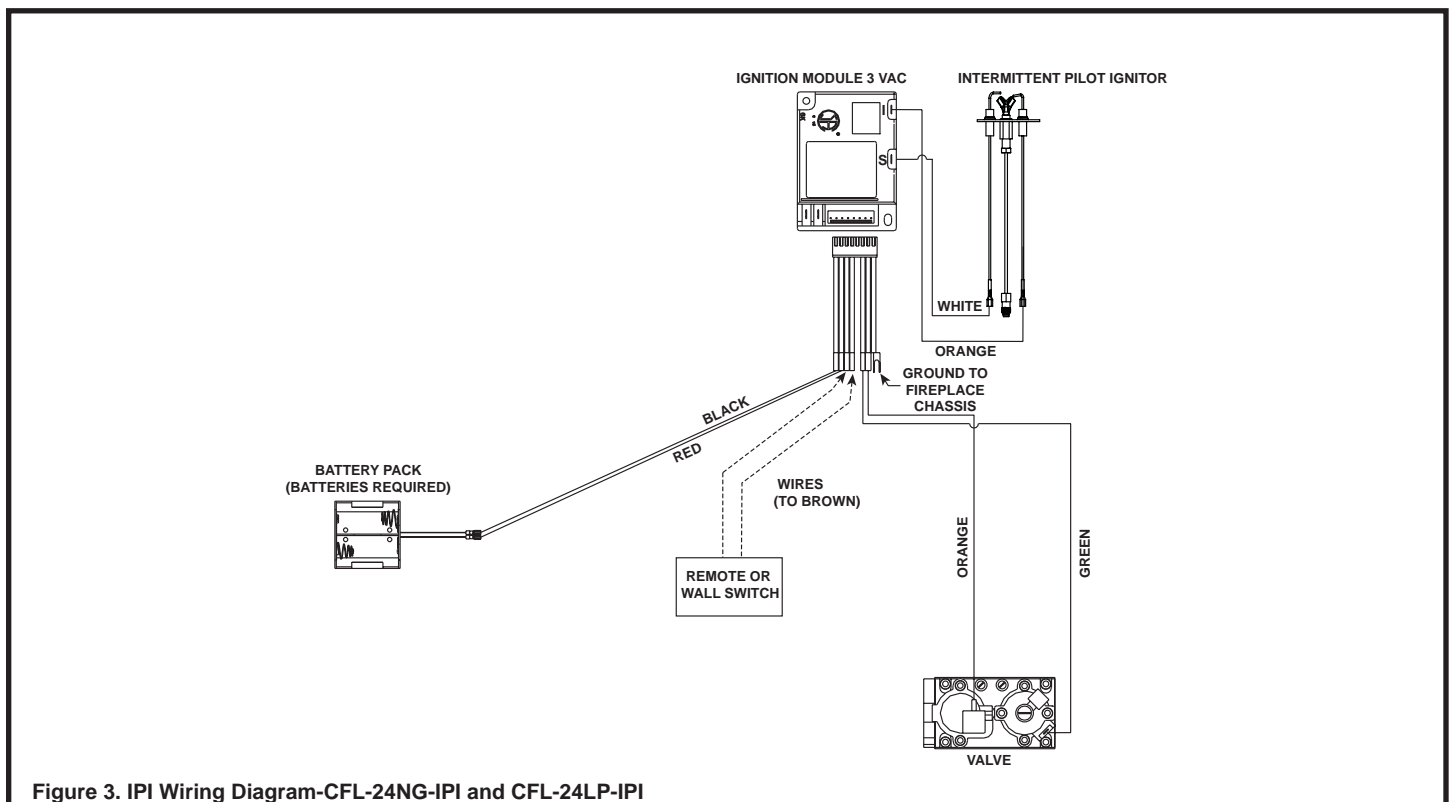 IGNITION MODULE 3 VAC
INTERMITTENT PILOT IGNITOR
I
S
WHITE
ORANGE
GROUND TO
FIREPLACE
CHASSIS
BLACK
RED
BATTERY PACK
(BATTERIES REQUIRED)
WIRES
(TO BROWN)
REMOTE OR
WALL SWITCH
ORANGE
GREEN
VALVE
Figure 3. IPI Wiring Diagram-CFL-24NG-IPI and CFL-24LP-IPI